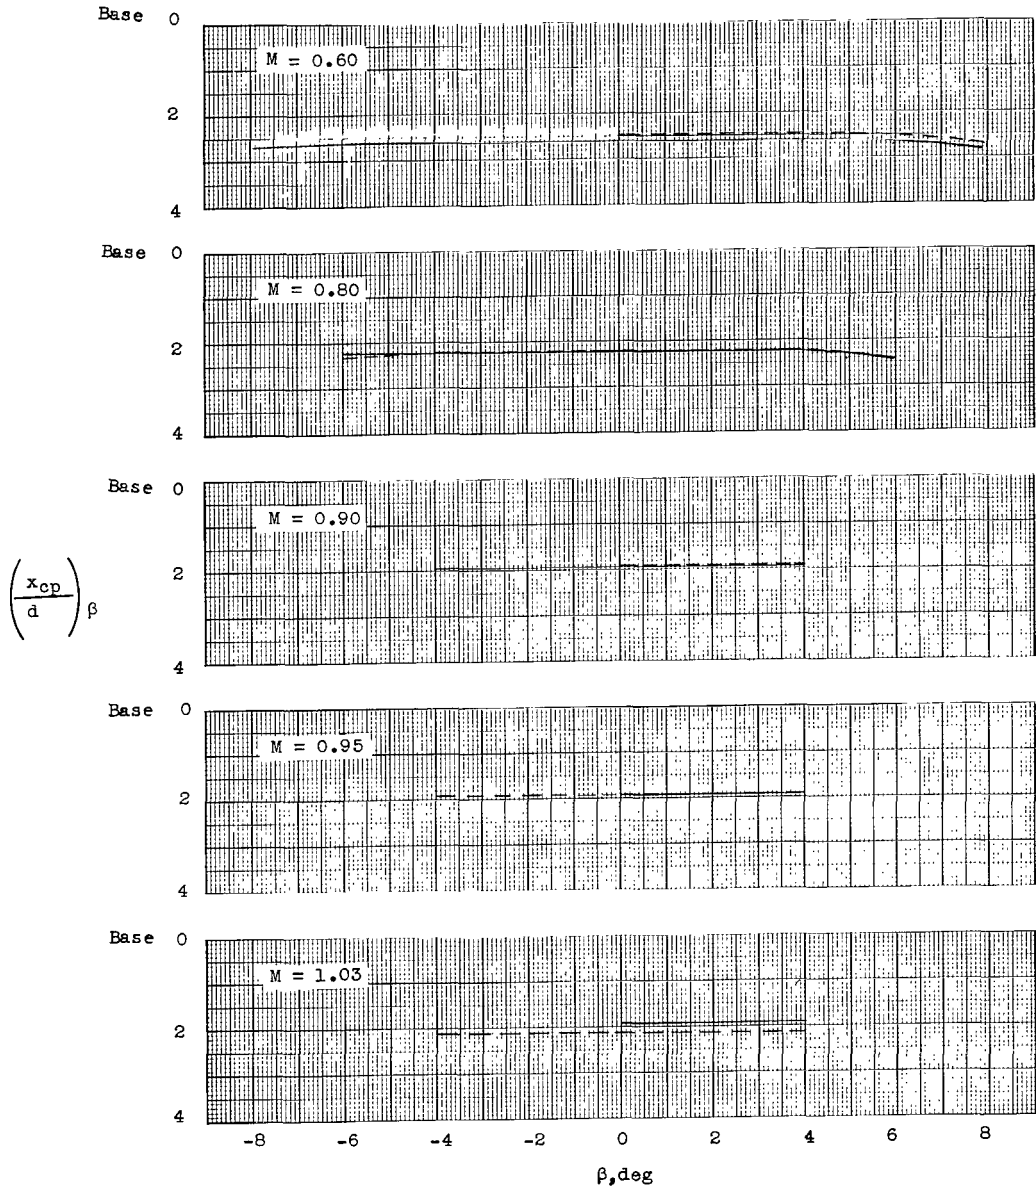 Base 0
M = 0.60
2
4
Base 0
M = 0.80
2
4
Base 0
M = 0.90
2
4
(x_cp / d) β
Base 0
M = 0.95
2
4
Base 0
M = 1.03
2
4
-8 -6 -4 -2 0 2 4 6 8
β,deg